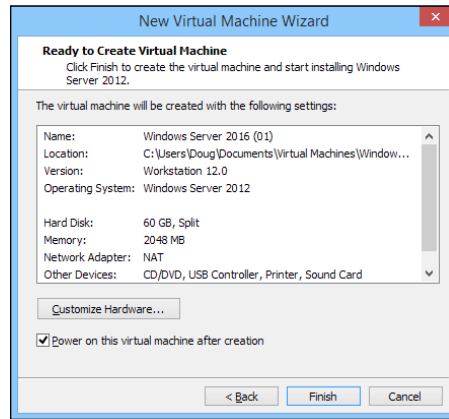 New Virtual Machine Wizard
Ready to Create Virtual Machine
Click Finish to create the virtual machine and start installing Windows
Server 2012.
The virtual machine will be created with the following settings:
Name: Windows Server 2016 (01)
Location: C:\Users\Doug\Documents\Virtual Machines\Window...
Version: Workstation 12.0
Operating System: Windows Server 2012
Hard Disk: 60 GB, Split
Memory: 2048 MB
Network Adapter: NAT
Other Devices: CD/DVD, USB Controller, Printer, Sound Card
Customize Hardware...
Power on this virtual machine after creation
< Back Finish Cancel